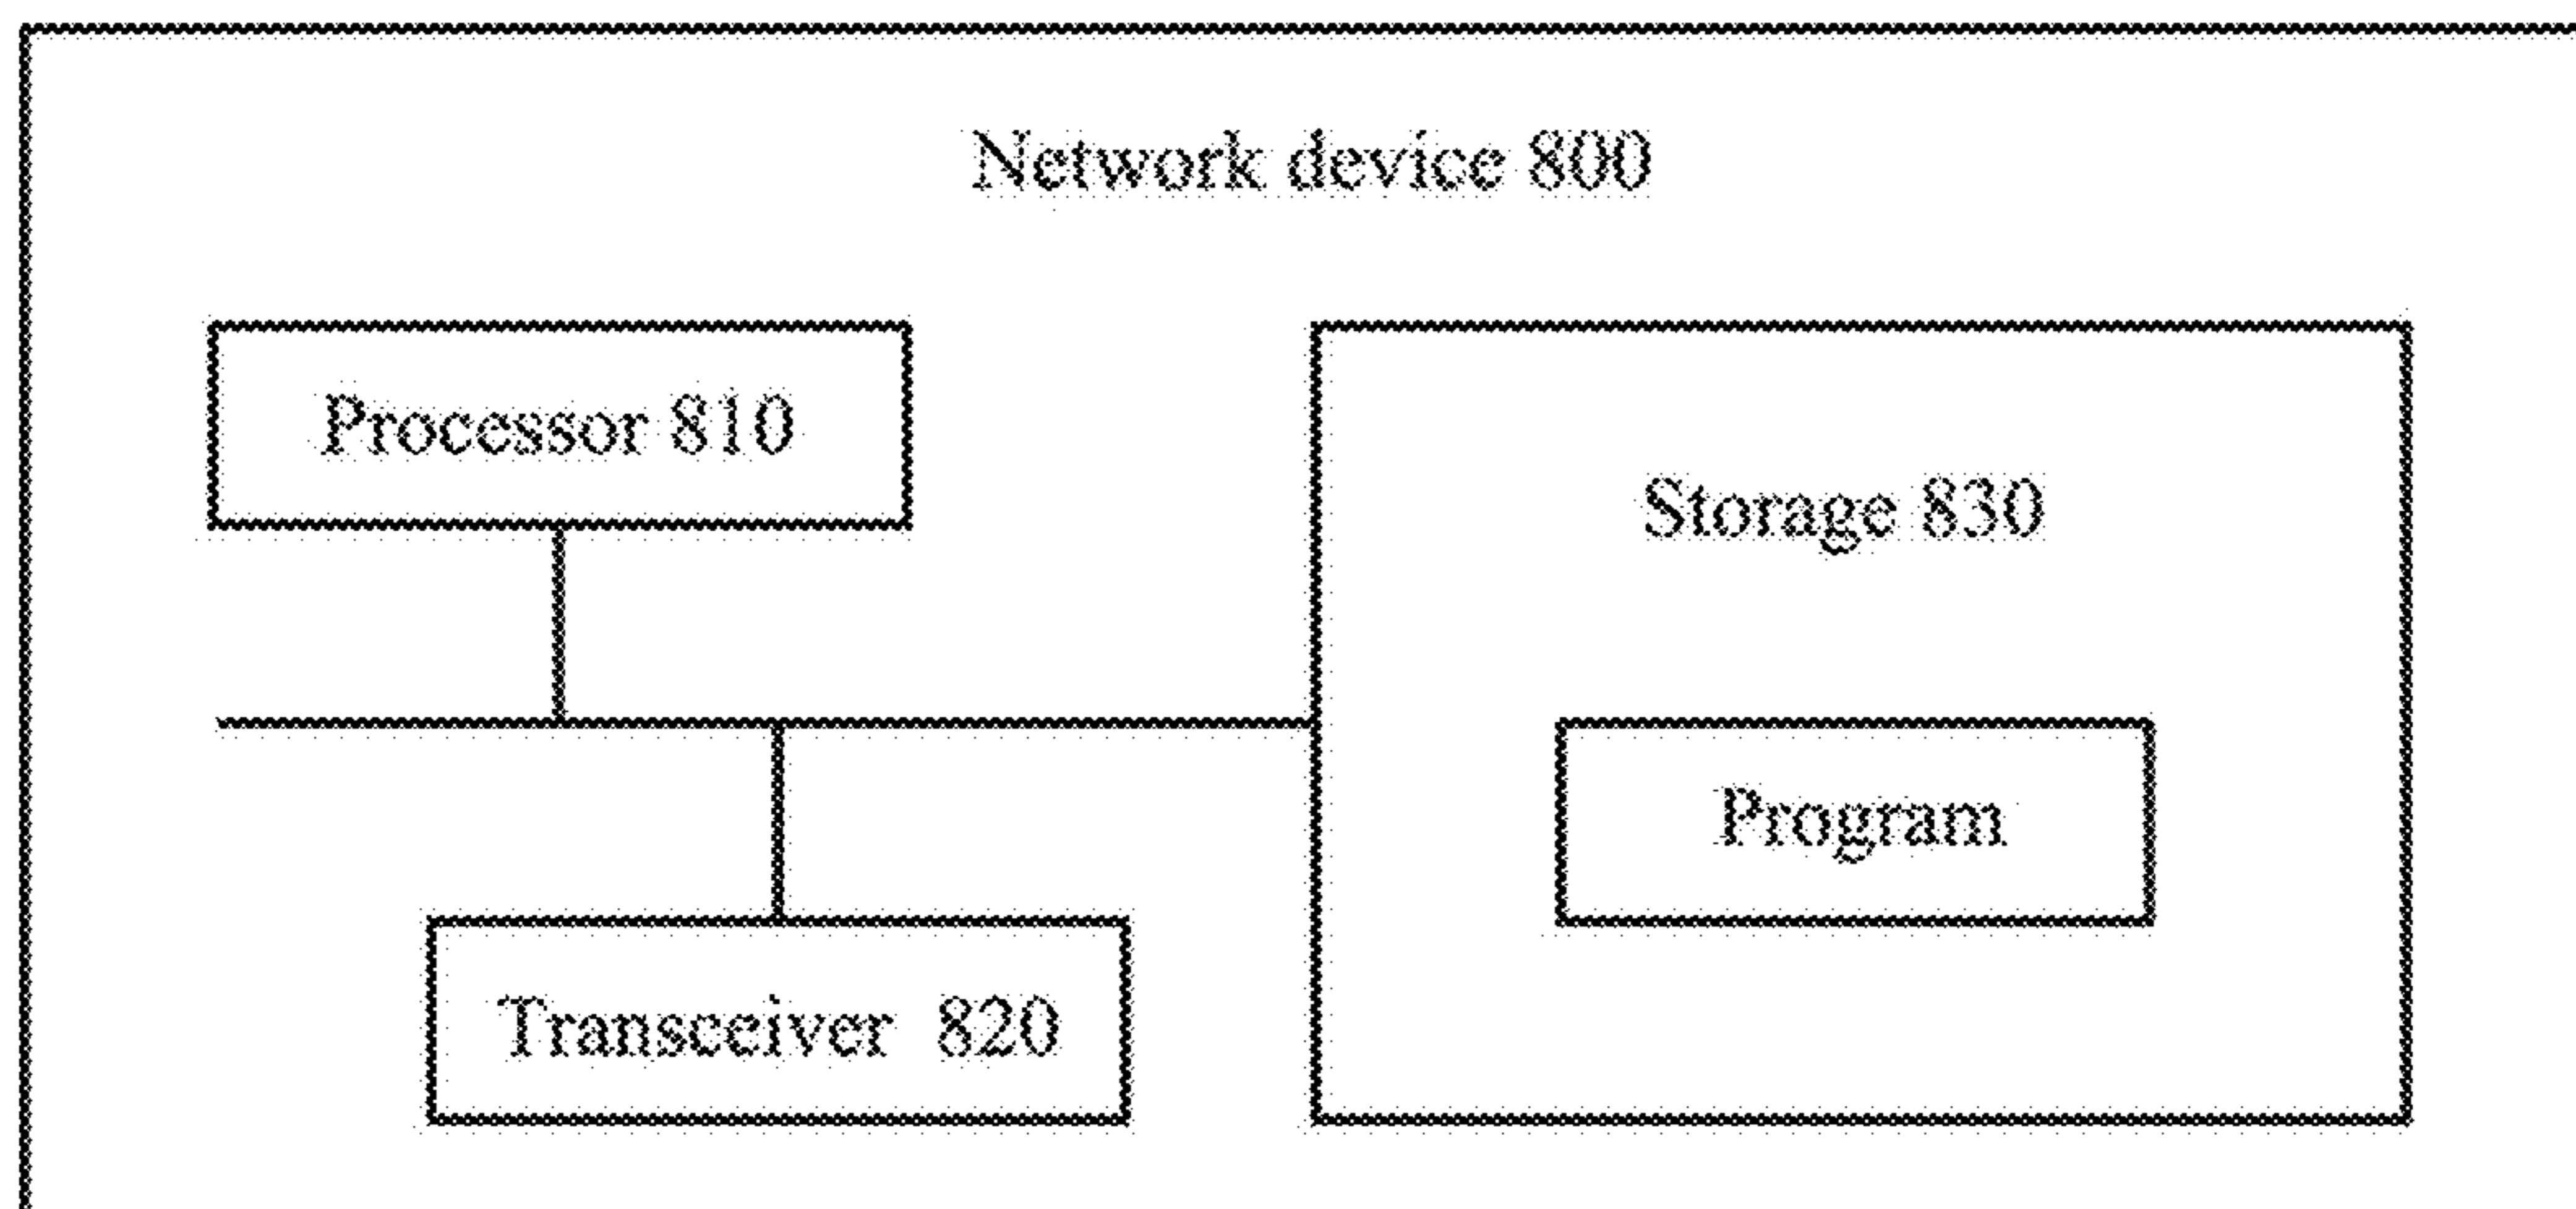 Network device 800
Processor 810
Storage 830
Program
Transceiver 820